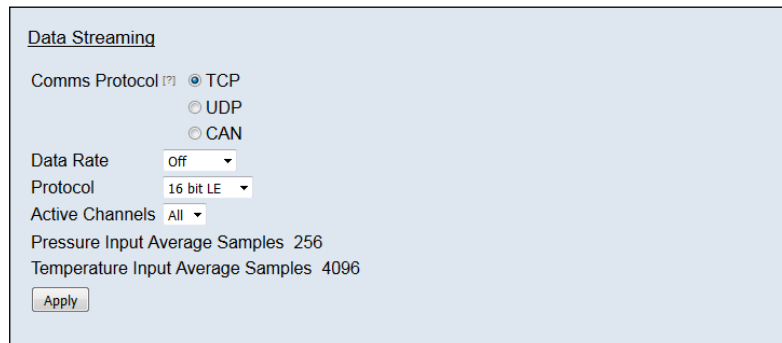 Data Streaming
Comms Protocol [?] TCP
UDP
CAN
Data Rate Off
Protocol 16 bit LE
Active Channels All
Pressure Input Average Samples 256
Temperature Input Average Samples 4096
Apply